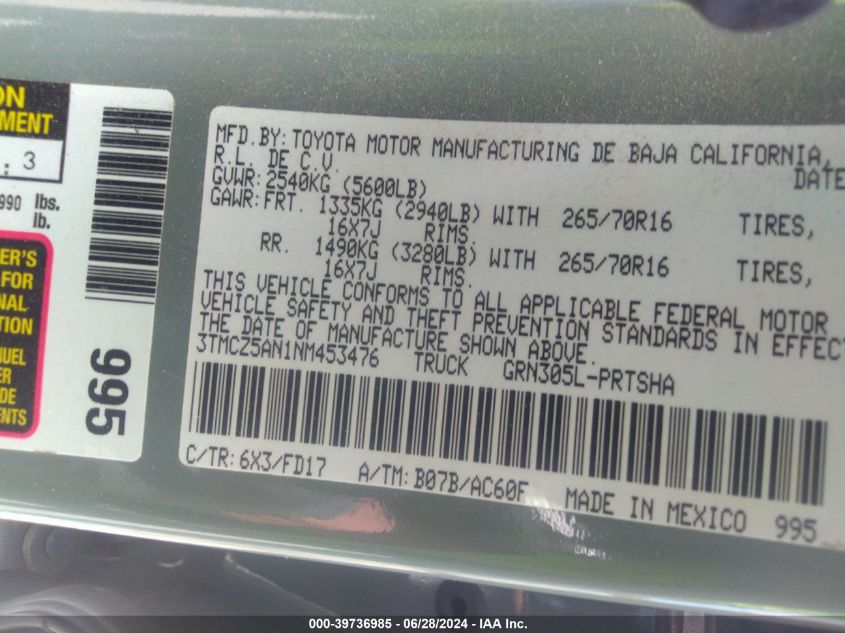 ON
MENT
.3
990 lbs.
lb.
ER'S
FOR
NAL
TION
NUEL
ER
DE
ENTS
995
MFD.BY:TOYOTA MOTOR MANUFACTURING DE BAJA CALIFORNIA,
R.L. DE C.V.
DATE
GVWR:2540KG (5600LB)
GAWR:FRT. 1335KG (2940LB) WITH 265/70R16 TIRES,
16X7J RIMS.
RR. 1490KG (3280LB) WITH 265/70R16 TIRES,
16X7J RIMS.
THIS VEHICLE CONFORMS TO ALL APPLICABLE FEDERAL MOTOR
VEHICLE SAFETY AND THEFT PREVENTION STANDARDS IN EFFECT
THE DATE OF MANUFACTURE SHOWN ABOVE.
3TMCZ5AN1NM453476 TRUCK GRN305L-PRTSHA
C/TR:6X3/FD17 A/TM:B07B/AC60F MADE IN MEXICO 995
000-39736985 / 06/28/2024 - IAA Inc.